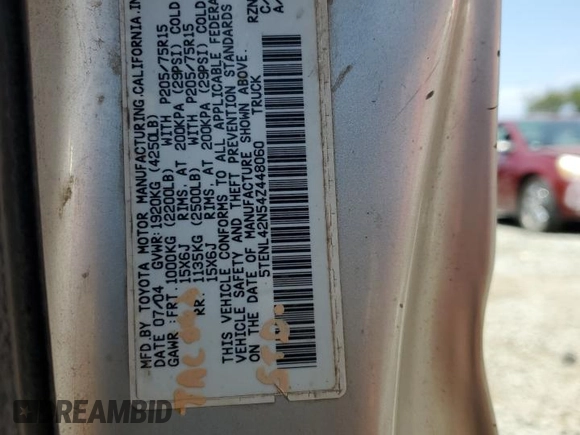 MFD.BY TOYOTA MOTOR MANUFACTURING,CALIFORNIA.IN
DATE 07/04 GVWR:1920KG (4250LB)
GAWR :FRT.1000KG (2200LB) WITH P205/75R15
15X6J RIMS. AT 200KPA (29PSI) COLD
RR. 1135KG (2500LB) WITH P205/75R15
15X6J RIMS. AT 200KPA (29PSI) COLD
THIS VEHICLE CONFORMS TO ALL APPLICABLE FEDERA
VEHICLE SAFETY AND THEFT PREVENTION STANDARDS
ON THE DATE OF MANUFACTURE SHOWN ABOVE.
5TENL42N54Z448060 TRUCK
RZN
C/
A/
STD.
DREAMBID